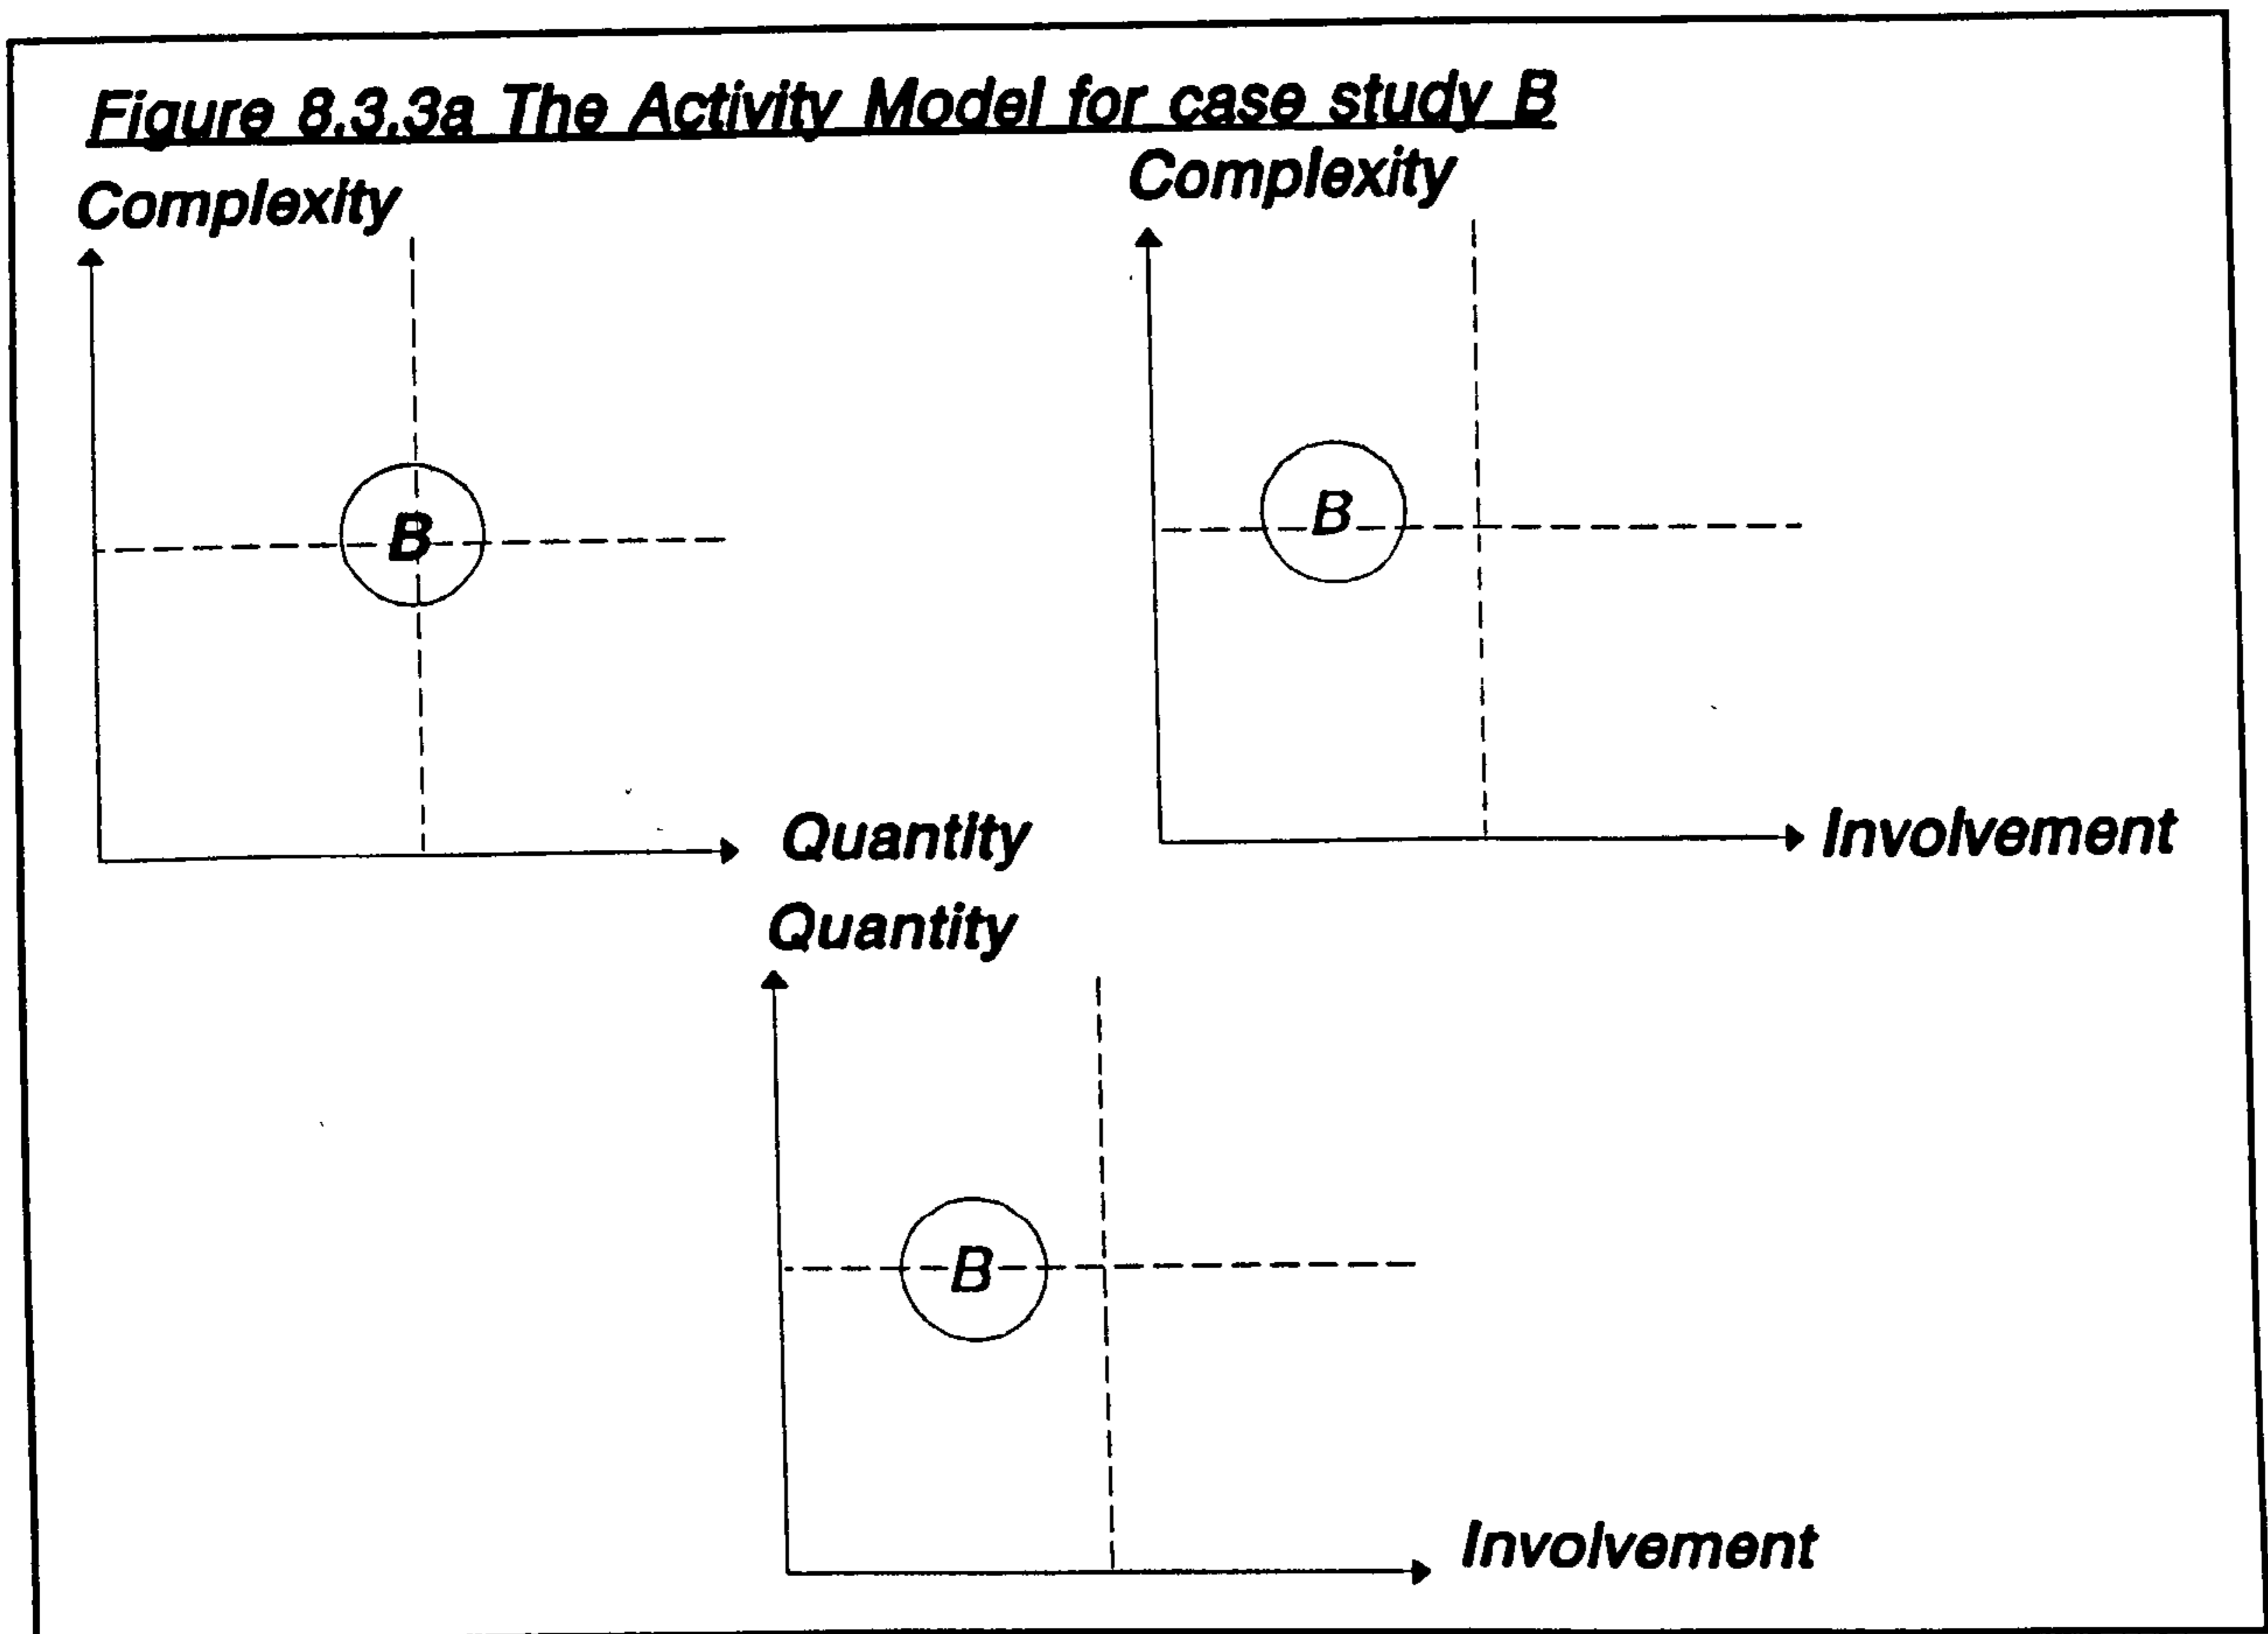 Figure 8.3.3a The Activity Model for case study B
Complexity
B
Quantity
Complexity
B
Involvement
Quantity
B
Involvement